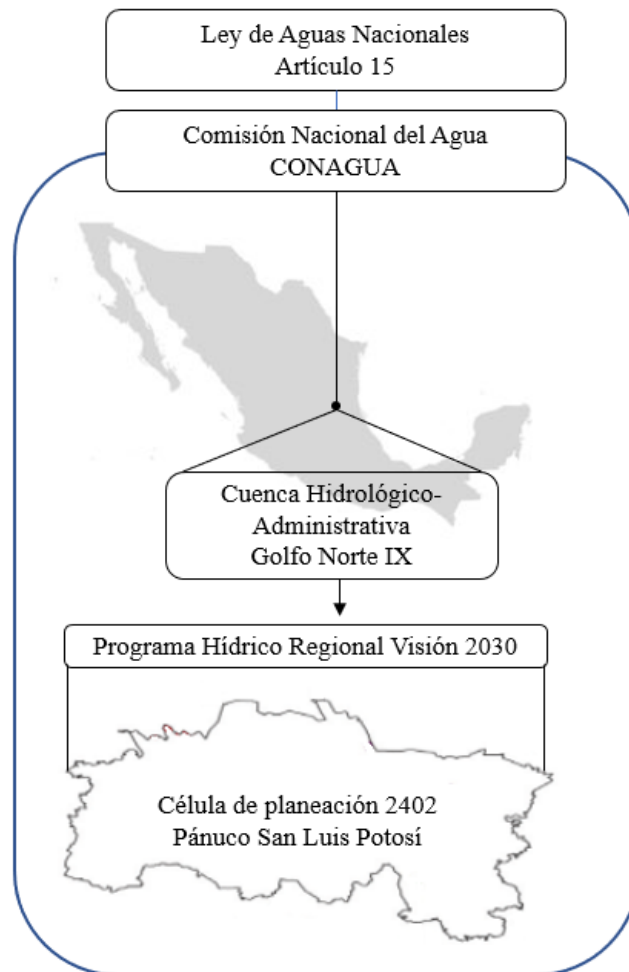 Ley de Aguas Nacionales
Artículo 15
Comisión Nacional del Agua
CONAGUA
Cuenca Hidrológico-
Administrativa
Golfo Norte IX
Programa Hídrico Regional Visión 2030
Célula de planeación 2402
Pánuco San Luis Potosí